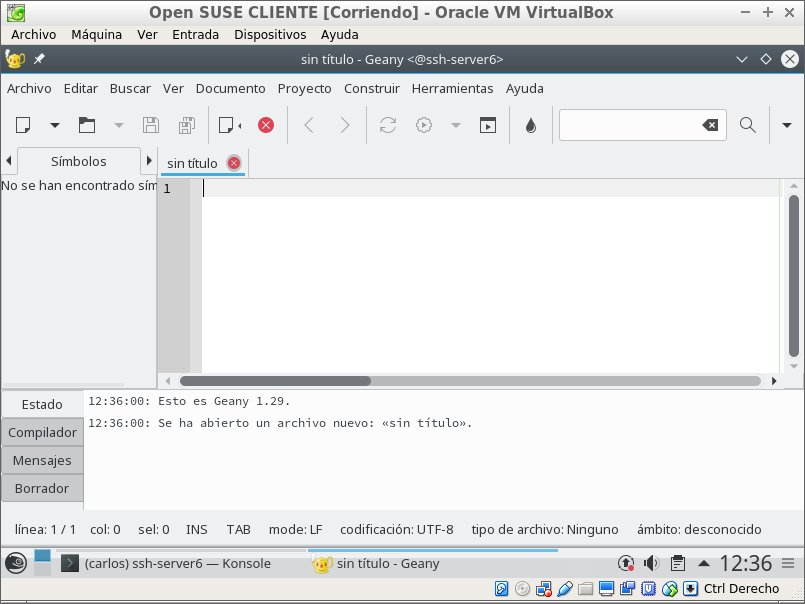 Open SUSE CLIENTE [Corriendo] - Oracle VM VirtualBox
Archivo Máquina Ver Entrada Dispositivos Ayuda
sin título - Geany <@ssh-server6>
Archivo Editar Buscar Ver Documento Proyecto Construir Herramientas Ayuda
Símbolos
sin título
No se han encontrado sím
1
Estado
Compilador
Mensajes
Borrador
12:36:00: Esto es Geany 1.29.
12:36:00: Se ha abierto un archivo nuevo: «sin título».
línea: 1 / 1 col: 0 sel: 0 INS TAB mode: LF codificación: UTF-8 tipo de archivo: Ninguno ámbito: desconocido
(carlos) ssh-server6 — Konsole
sin título - Geany
12:36
Ctrl Derecho